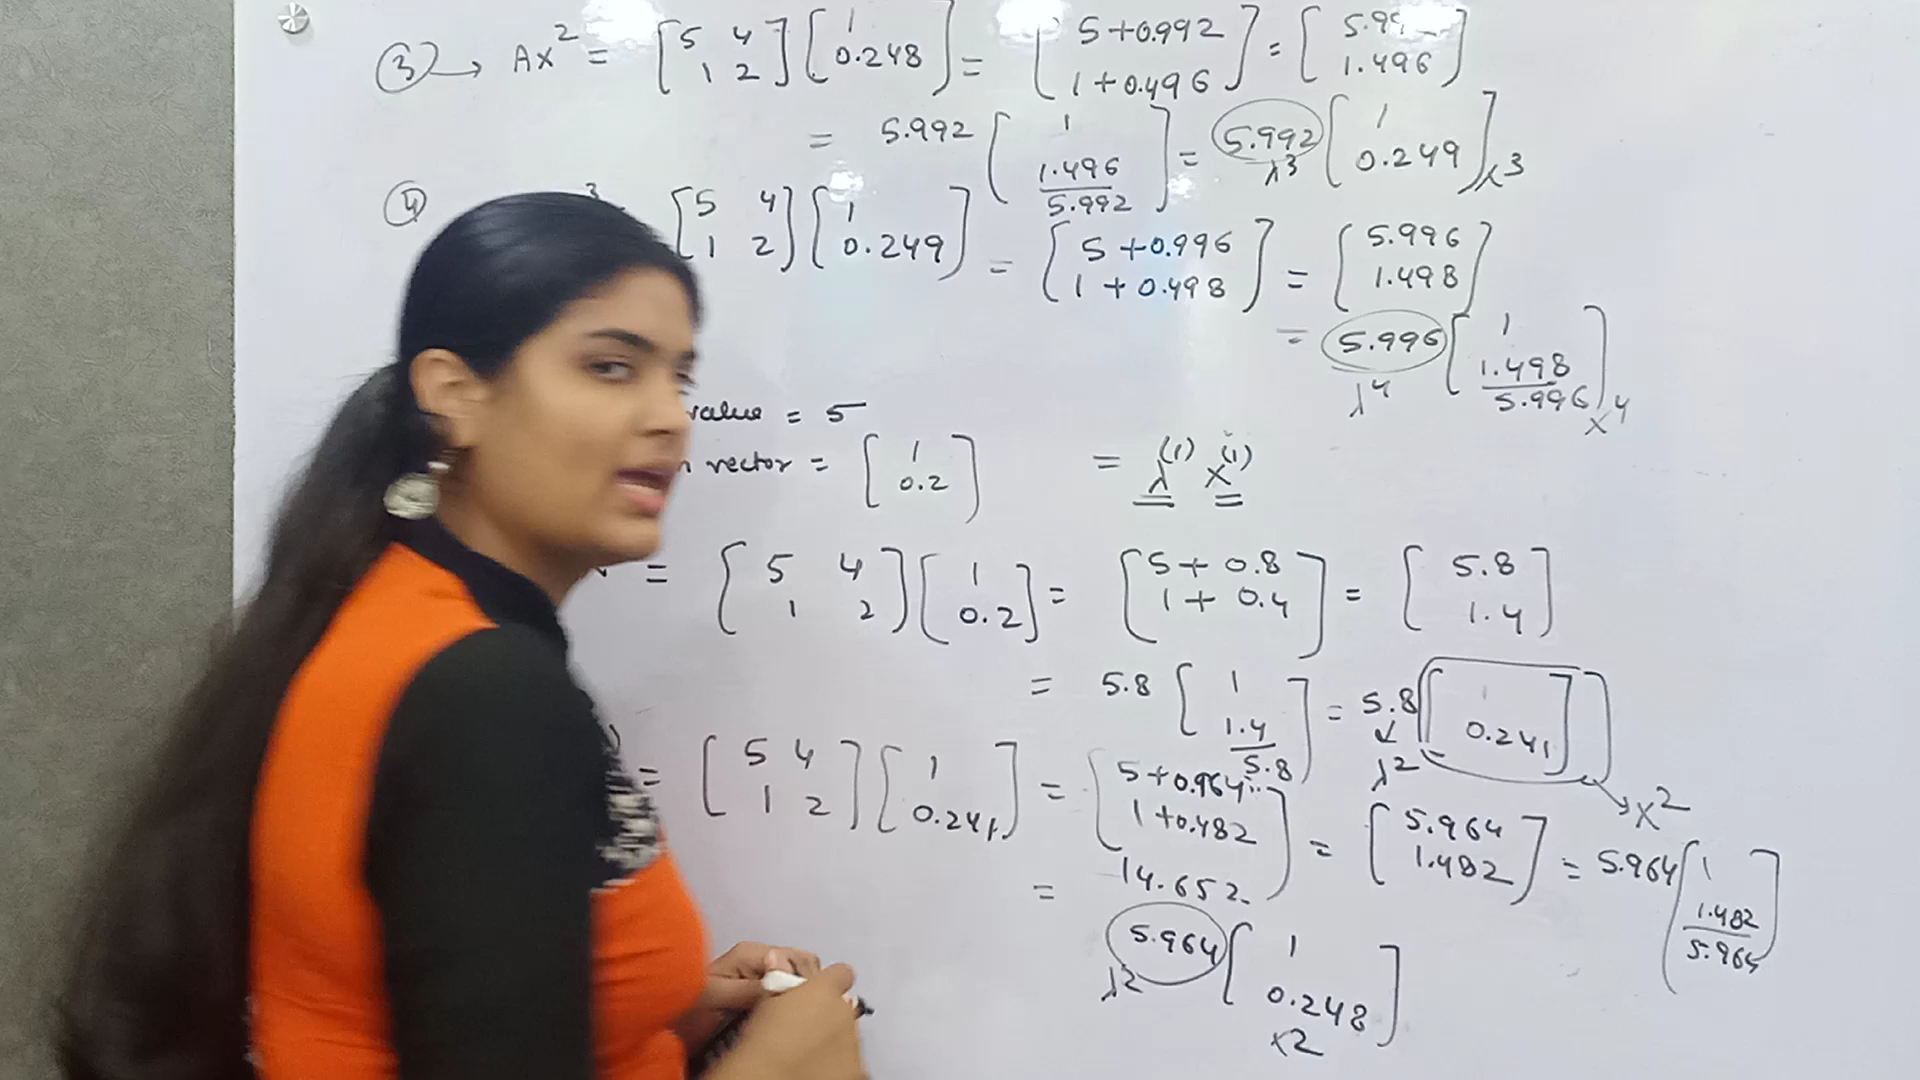 ③ → Ax² = [5 4 1 2] [1 0.248] = [5+0.992 1+0.496] = [5.99 1.496]
= 5.992 [1 1.496/5.992] = 5.992 [1 0.249] x³
λ³
④ 3 [5 4 1 2] [1 0.249] = [5+0.996 1+0.498] = [5.996 1.498]
= 5.996 [1 1.498/5.996] x⁴
λ⁴
value = 5
n vector = [1 0.2] = λ⁽¹⁾ x⁽¹⁾
= [5 4 1 2] [1 0.2] = [5+0.8 1+0.4] = [5.8 1.4]
= 5.8 [1 1.4/5.8] = 5.8 [1 0.241]
λ² → x²
= [5 4 1 2] [1 0.241] = [5+0.964 1+0.482] = [5.964 1.482] = 5.964 [1 1.482/5.964]
= 14.652
5.964 [1 0.248]
λ² x2